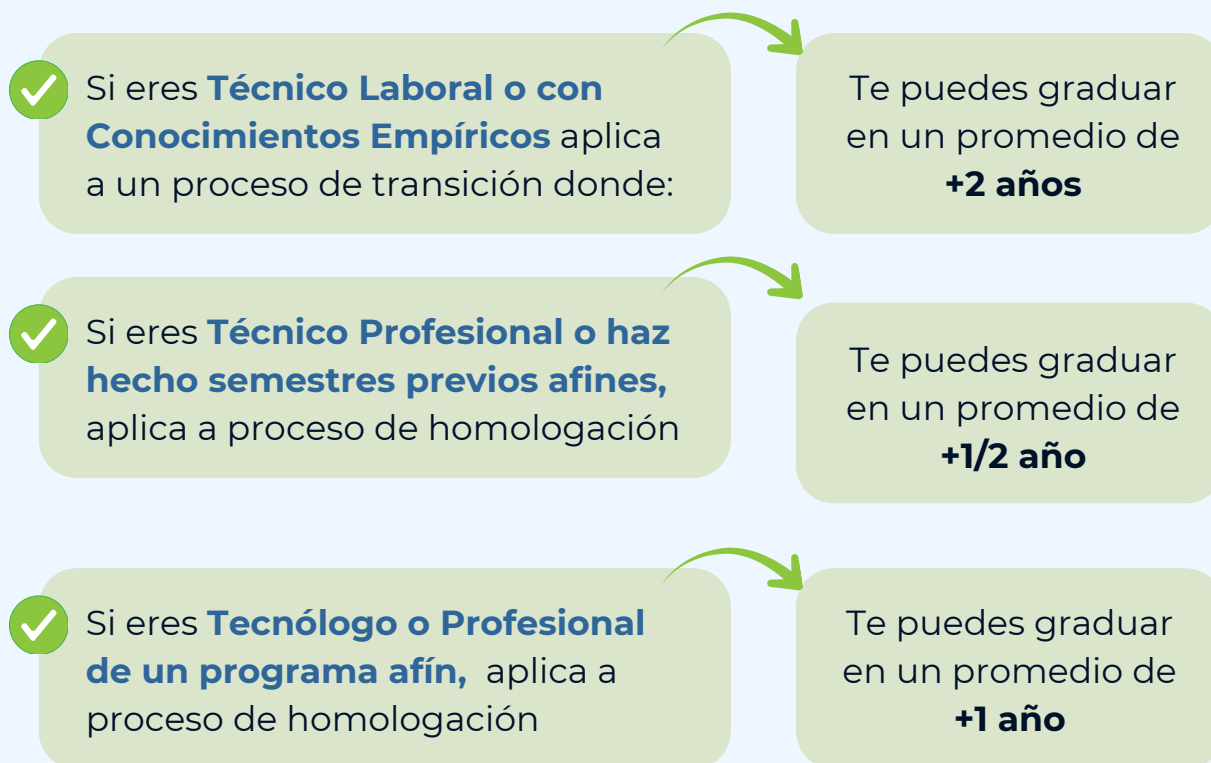 Si eres Técnico Laboral o con
Conocimientos Empíricos aplica
a un proceso de transición donde:
Te puedes graduar
en un promedio de
+2 años
Si eres Técnico Profesional o haz
hecho semestres previos afines,
aplica a proceso de homologación
Te puedes graduar
en un promedio de
+1/2 año
Si eres Tecnólogo o Profesional
de un programa afín, aplica a
proceso de homologación
Te puedes graduar
en un promedio de
+1 año